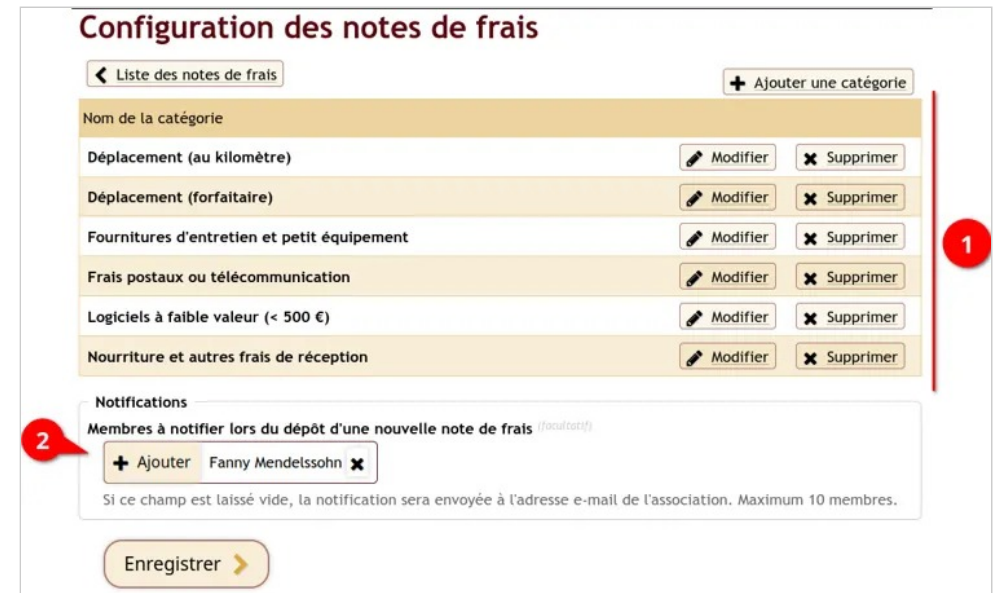 Configuration des notes de frais
Liste des notes de frais
Ajouter une catégorie
Nom de la catégorie
Déplacement (au kilomètre) Modifier Supprimer
Déplacement (forfaitaire) Modifier Supprimer
Fournitures d'entretien et petit équipement Modifier Supprimer
Frais postaux ou télécommunication Modifier Supprimer
Logiciels à faible valeur (< 500 €) Modifier Supprimer
Nourriture et autres frais de réception Modifier Supprimer
1
Notifications
Membres à notifier lors du dépôt d'une nouvelle note de frais (facultatif)
2
Ajouter Fanny Mendelssohn
Si ce champ est laissé vide, la notification sera envoyée à l'adresse e-mail de l'association. Maximum 10 membres.
Enregistrer